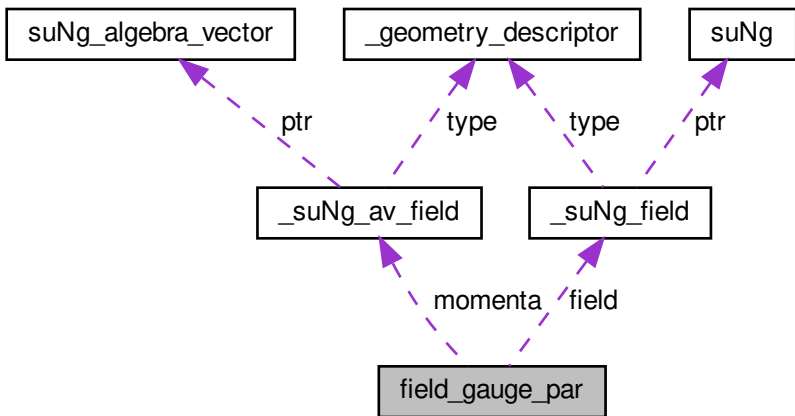 suNg_algebra_vector
_geometry_descriptor
suNg
ptr
type
type
ptr
_suNg_av_field
_suNg_field
momenta
field
field_gauge_par